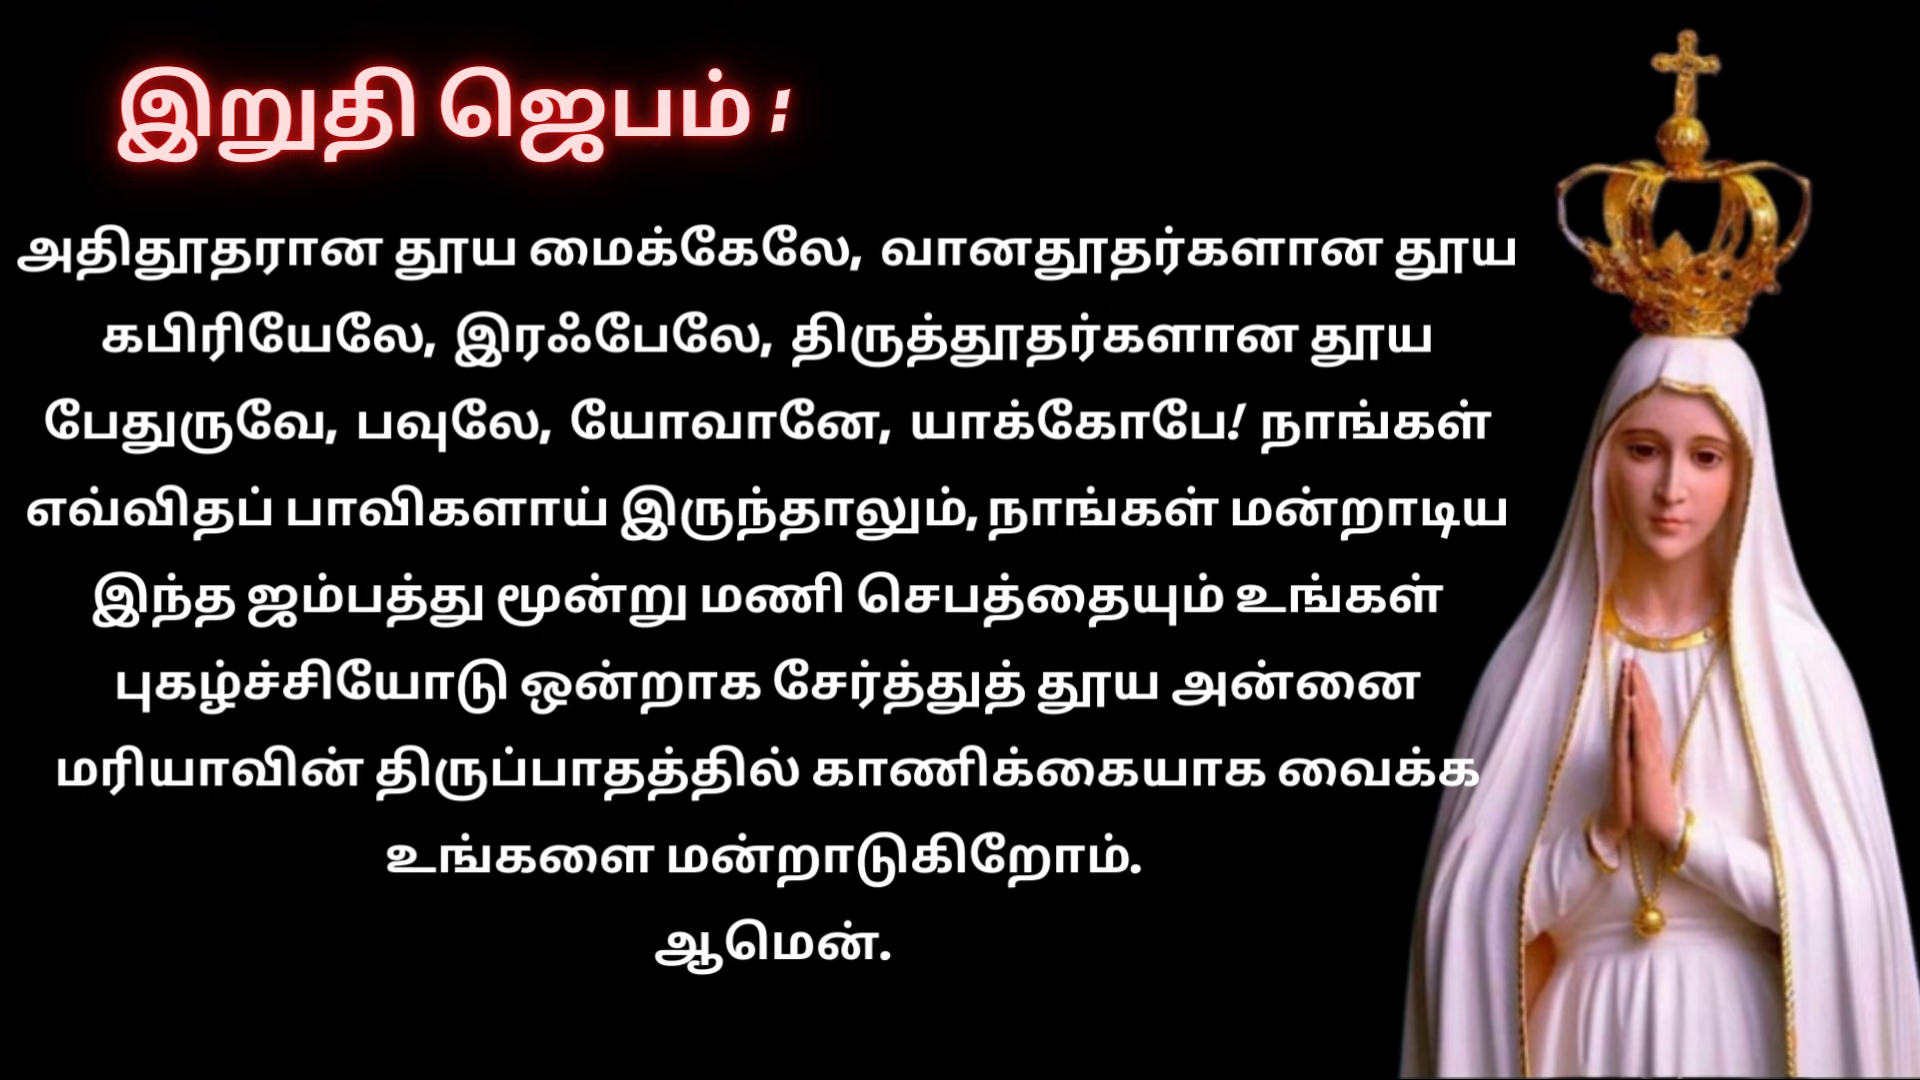 இறுதி ஜெபம் :
அதிதூதரான தூய மைக்கேலே, வானதூதர்களான தூய
கபிரியேலே, இரஃபேலே, திருத்தூதர்களான தூய
பேதுருவே, பவுலே, யோவானே, யாக்கோபே! நாங்கள்
எவ்விதப் பாவிகளாய் இருந்தாலும், நாங்கள் மன்றாடிய
இந்த ஜம்பத்து மூன்று மணி செபத்தையும் உங்கள்
புகழ்ச்சியோடு ஒன்றாக சேர்த்துத் தூய அன்னை
மரியாவின் திருப்பாதத்தில் காணிக்கையாக வைக்க
உங்களை மன்றாடுகிறோம்.
ஆமென்.